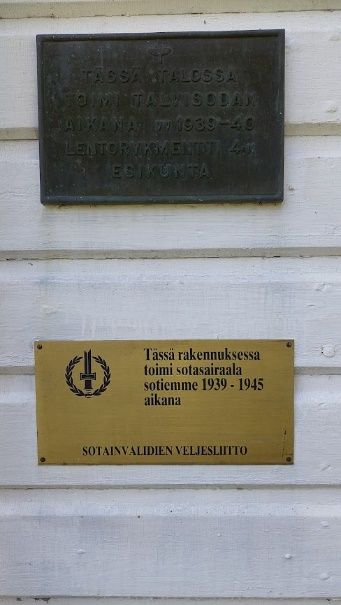 TÄSSÄ TALOSSA
TOIMI TALVISODAN
AIKANA vv 1939-40
LENTORYKMENTTI 4:n
ESIKUNTA
Tässä rakennuksessa
toimi sotasairaala
sotiemme 1939 - 1945
aikana
SOTAINVALIDIEN VELJESLIITTO